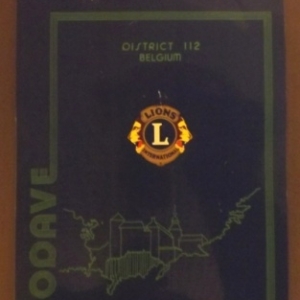 DISTRICT 112
BELGIUM
LIONS
L
INTERNATIONAL
ODAVE